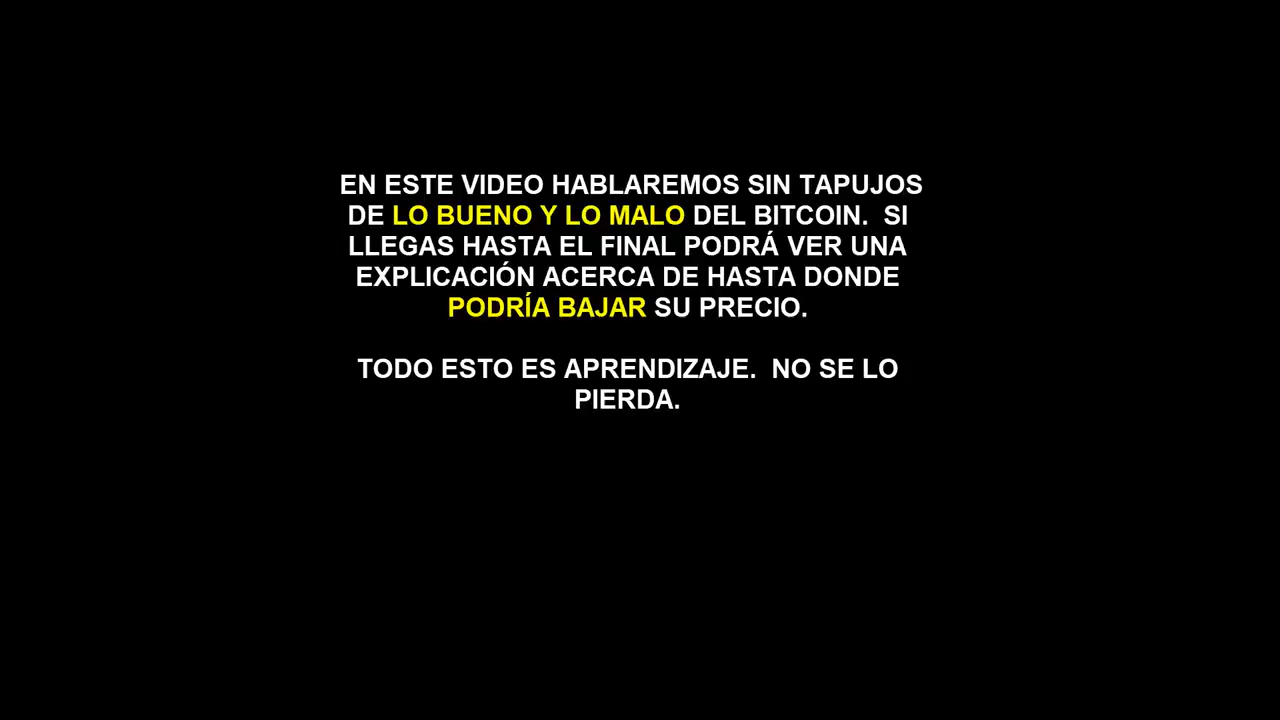 EN ESTE VIDEO HABLAREMOS SIN TAPUJOS
DE LO BUENO Y LO MALO DEL BITCOIN.  SI
LLEGAS HASTA EL FINAL PODRÁ VER UNA
EXPLICACIÓN ACERCA DE HASTA DONDE
PODRÍA BAJAR SU PRECIO.
TODO ESTO ES APRENDIZAJE.  NO SE LO
PIERDA.